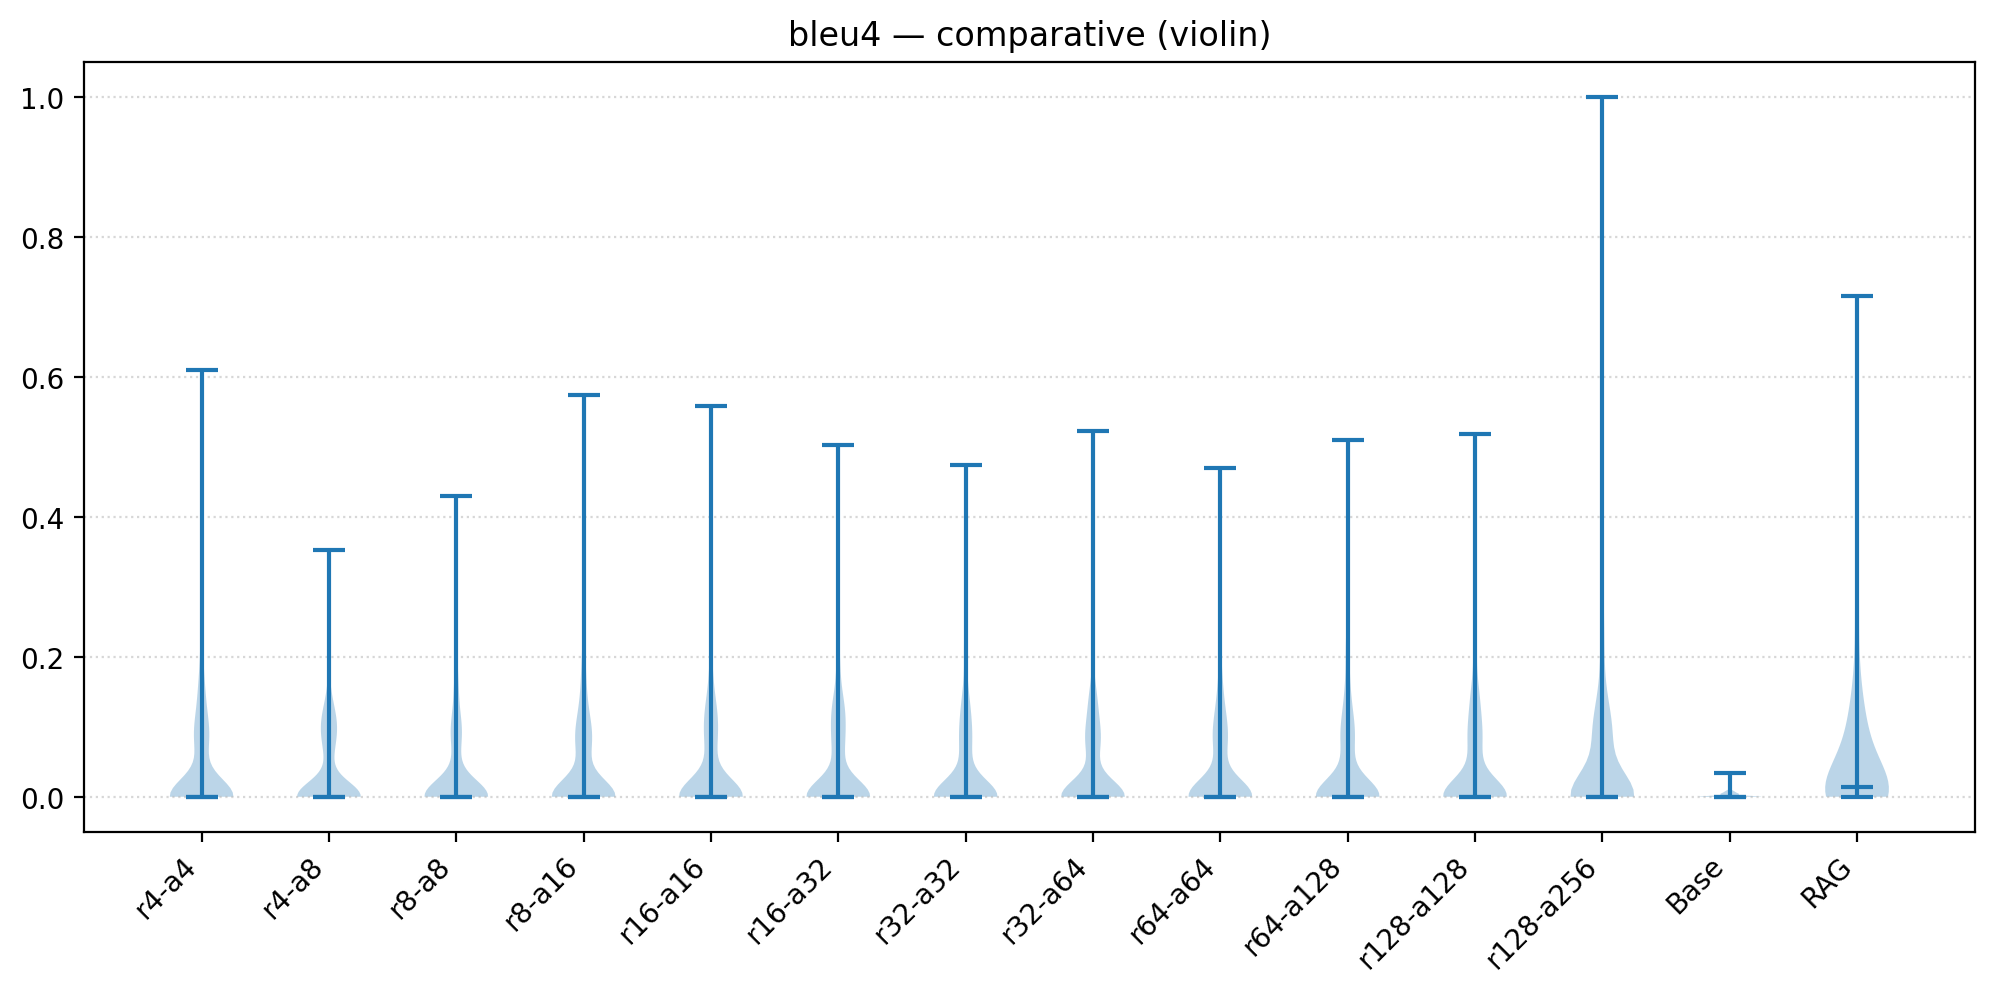 bleu4 — comparative (violin)
1.0
0.8
0.6
0.4
0.2
0.0
r4-a4
r4-a8
r8-a8
r8-a16
r16-a16
r16-a32
r32-a32
r32-a64
r64-a64
r64-a128
r128-a128
r128-a256
Base
RAG